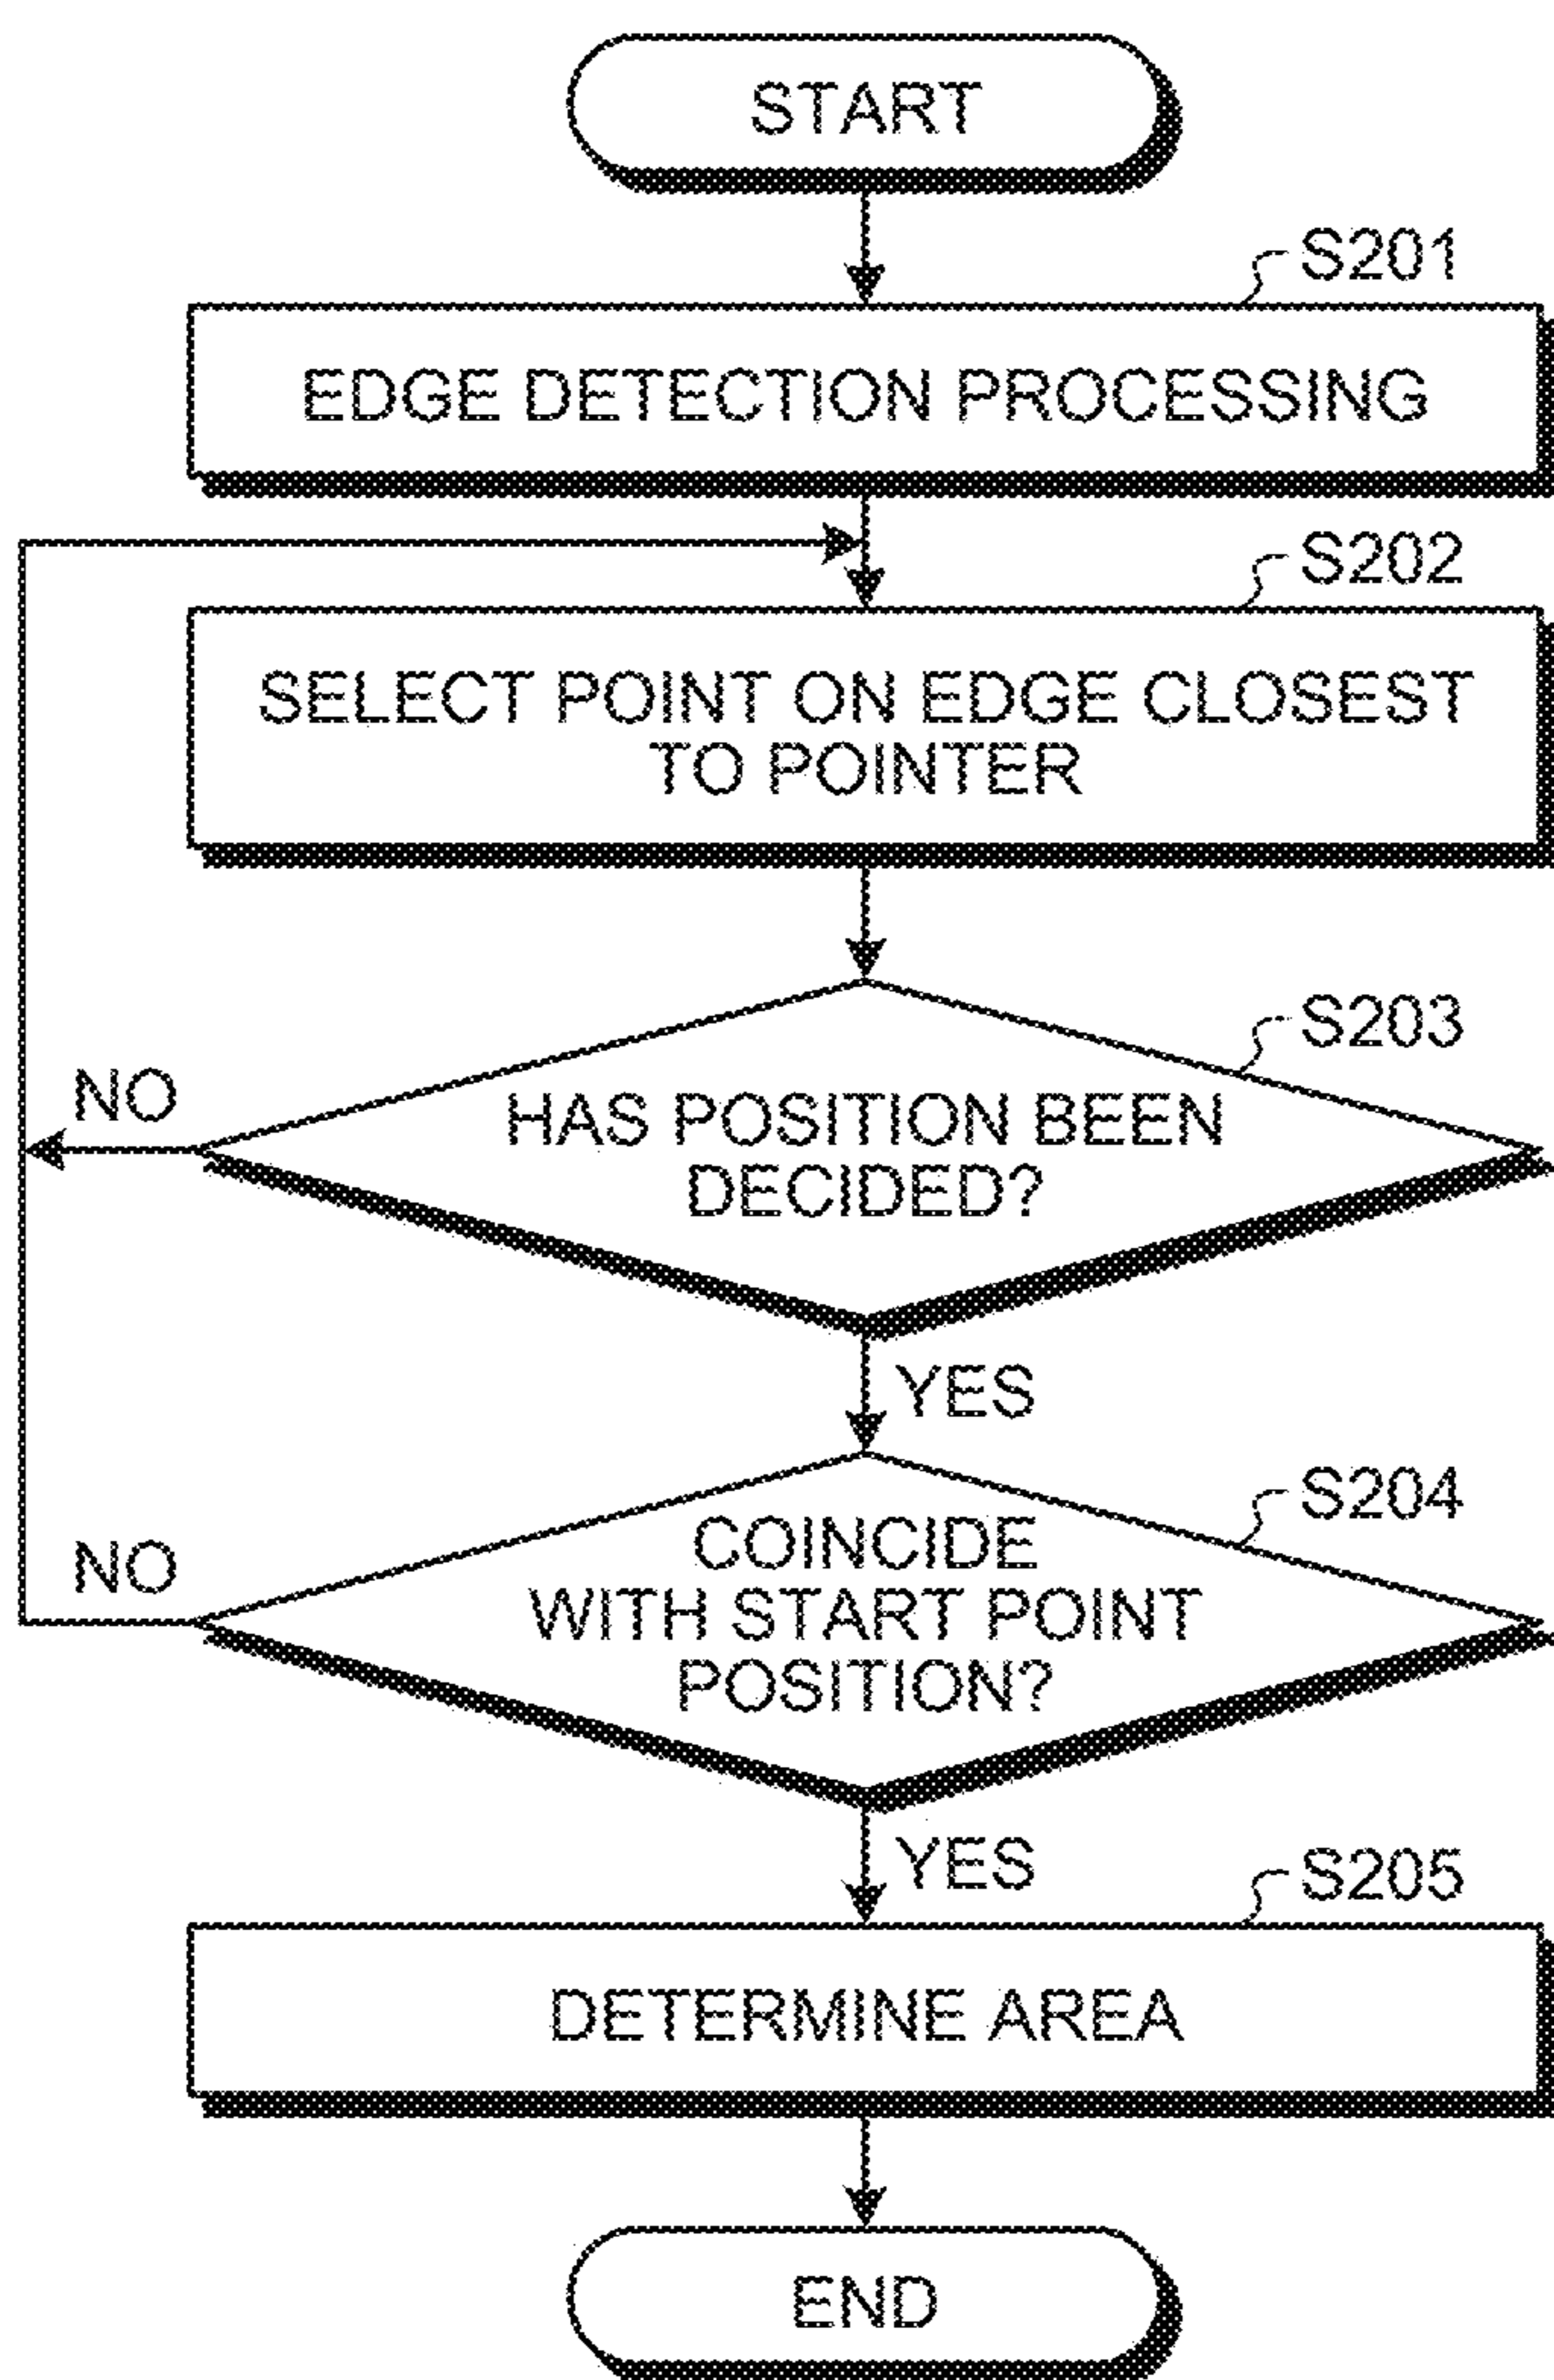 START
S201
EDGE DETECTION PROCESSING
S202
SELECT POINT ON EDGE CLOSEST
TO POINTER
S203
NO
HAS POSITION BEEN
DECIDED?
YES
S204
NO
COINCIDE
WITH START POINT
POSITION?
YES
S205
DETERMINE AREA
END